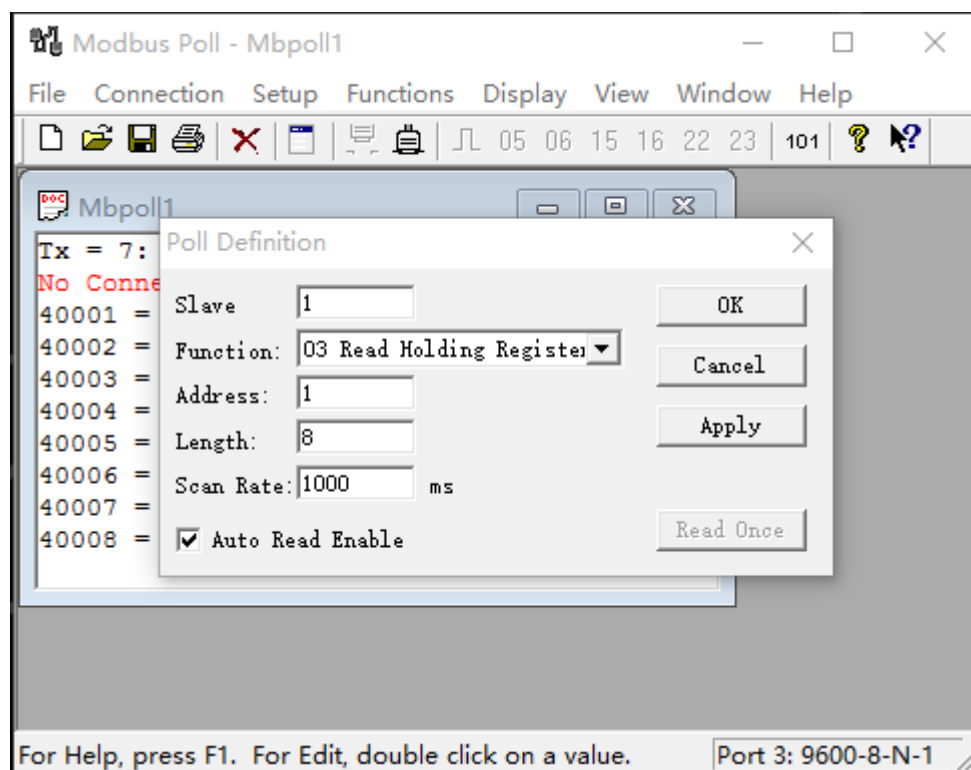 Modbus Poll - Mbpoll1
File Connection Setup Functions Display View Window Help
05 06 15 16 22 23 101
Mbpoll1
Tx = 7:
No Conne
Poll Definition
Slave 1
OK
Function: 03 Read Holding Register
Cancel
Address: 1
Apply
Length: 8
Scan Rate: 1000 ms
Auto Read Enable
Read Once
40001 =
40002 =
40003 =
40004 =
40005 =
40006 =
40007 =
40008 =
For Help, press F1. For Edit, double click on a value.
Port 3: 9600-8-N-1